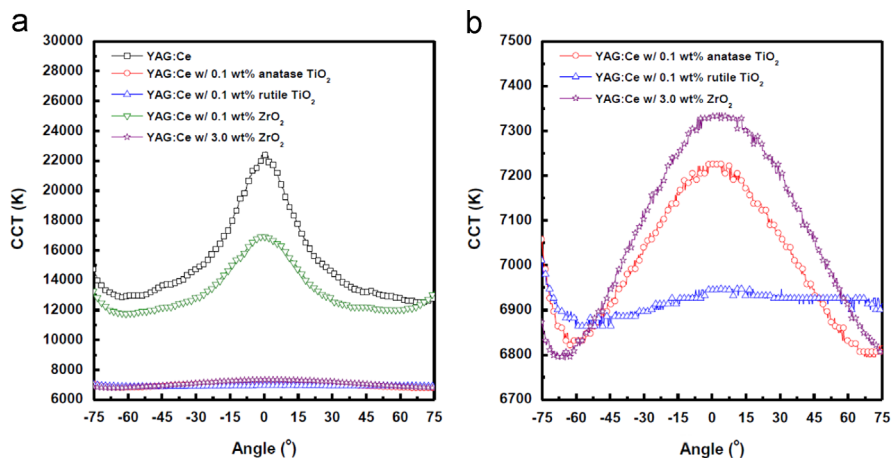 a
30000
28000
26000
24000
22000
20000
18000
16000
14000
12000
10000
8000
6000
CCT (K)
YAG:Ce
YAG:Ce w/ 0.1 wt% anatase TiO₂
YAG:Ce w/ 0.1 wt% rutile TiO₂
YAG:Ce w/ 0.1 wt% ZrO₂
YAG:Ce w/ 3.0 wt% ZrO₂
-75 -60 -45 -30 -15 0 15 30 45 60 75
Angle (°)
b
7500
7400
7300
7200
7100
7000
6900
6800
6700
CCT (K)
YAG:Ce w/ 0.1 wt% anatase TiO₂
YAG:Ce w/ 0.1 wt% rutile TiO₂
YAG:Ce w/ 3.0 wt% ZrO₂
-75 -60 -45 -30 -15 0 15 30 45 60 75
Angle (°)